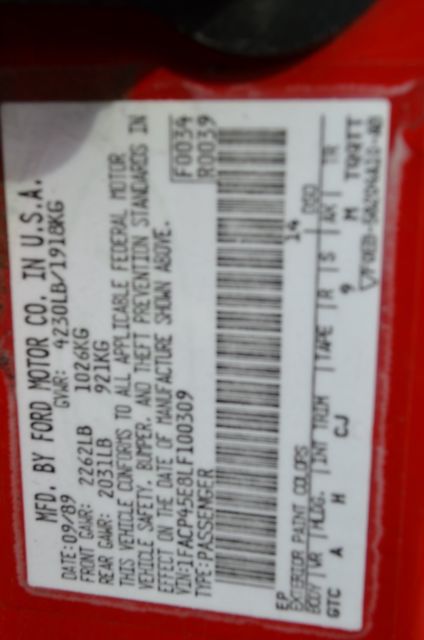 MFD. BY FORD MOTOR CO. IN U.S.A.
DATE: 09/89 GVWR: 4230LB/1918KG
FRONT GAWR: 2262LB 1026KG
REAR GAWR: 2031LB 921KG
THIS VEHICLE CONFORMS TO ALL APPLICABLE FEDERAL MOTOR
VEHICLE SAFETY, BUMPER, AND THEFT PREVENTION STANDARDS IN
EFFECT ON THE DATE OF MANUFACTURE SHOWN ABOVE.
VIN: 1FACP45E8LF100309 F0034
TYPE: PASSENGER R0039
EP 14 DSO
EXTERIOR PAINT COLORS
BODY VR MLDG. INT TRIM TAPE R S AX TR
GTC A H CJ 9 M